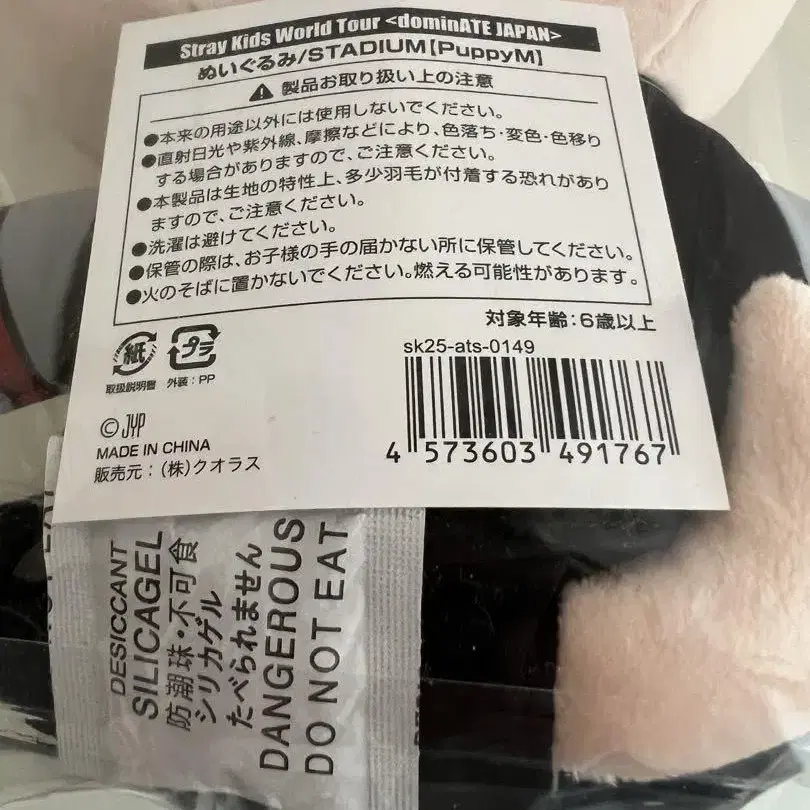 Stray Kids World Tour <dominATE JAPAN>
ぬいぐるみ/STADIUM【PuppyM】
製品お取り扱い上の注意
●本来の用途以外には使用しないでください。
●直射日光や紫外線、摩擦などにより、色落ち・変色・色移り
する場合がありますので、ご注意ください。
●本製品は生地の特性上、多少羽毛が付着する恐れがあり
ますので、ご注意ください。
●洗濯は避けてください。
●保管の際は、お子様の手の届かない所に保管してください。
●火のそばに置かないでください。燃える可能性があります。
対象年齢:6歳以上
紙
取扱説明書
プラ
外装:PP
sk25-ats-0149
4 573603 491767
©JYP
MADE IN CHINA
販売元:(株)クオラス
DESICCANT
SILICAGEL
防潮珠・不可食
シリカゲル
たべられません
DANGEROUS
DO NOT EAT